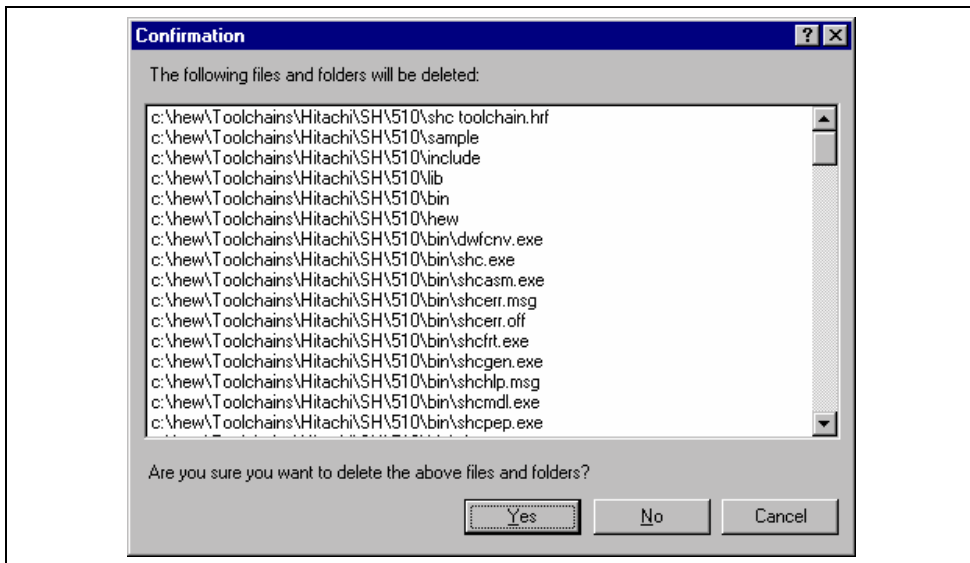 Confirmation
The following files and folders will be deleted:
c:\hew\Toolchains\Hitachi\SH\510\shc toolchain.hrf
c:\hew\Toolchains\Hitachi\SH\510\sample
c:\hew\Toolchains\Hitachi\SH\510\include
c:\hew\Toolchains\Hitachi\SH\510\lib
c:\hew\Toolchains\Hitachi\SH\510\bin
c:\hew\Toolchains\Hitachi\SH\510\hew
c:\hew\Toolchains\Hitachi\SH\510\bin\dwfcnv.exe
c:\hew\Toolchains\Hitachi\SH\510\bin\shc.exe
c:\hew\Toolchains\Hitachi\SH\510\bin\shcasm.exe
c:\hew\Toolchains\Hitachi\SH\510\bin\shcerr.msg
c:\hew\Toolchains\Hitachi\SH\510\bin\shcerr.off
c:\hew\Toolchains\Hitachi\SH\510\bin\shcfrt.exe
c:\hew\Toolchains\Hitachi\SH\510\bin\shcgen.exe
c:\hew\Toolchains\Hitachi\SH\510\bin\shchlp.msg
c:\hew\Toolchains\Hitachi\SH\510\bin\shcmdl.exe
c:\hew\Toolchains\Hitachi\SH\510\bin\shcpep.exe
Are you sure you want to delete the above files and folders?
Yes No Cancel